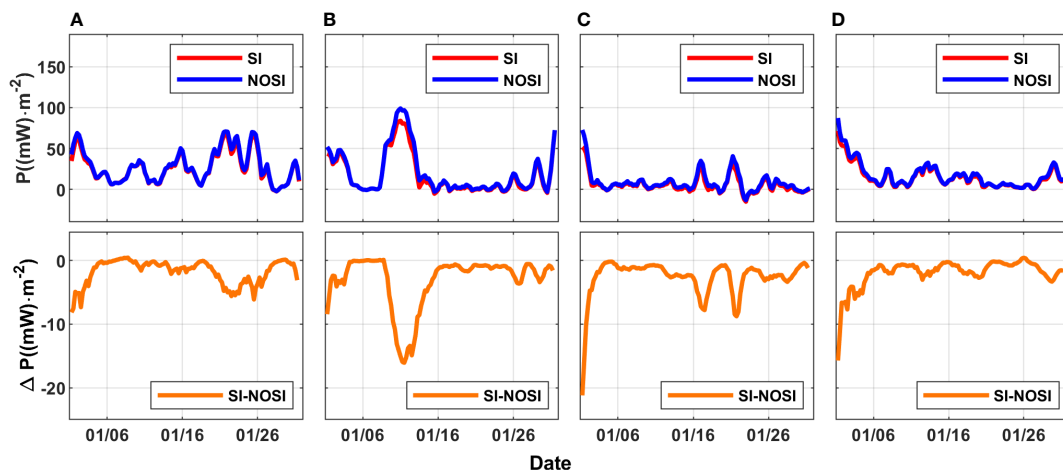 A B C D
P((mW)·m⁻²)
150
100
50
0
SI
NOSI
SI
NOSI
SI
NOSI
SI
NOSI
Δ P((mW)·m⁻²)
0
-10
-20
SI-NOSI
SI-NOSI
SI-NOSI
SI-NOSI
01/06 01/16 01/26 01/06 01/16 01/26 01/06 01/16 01/26 01/06 01/16 01/26
Date